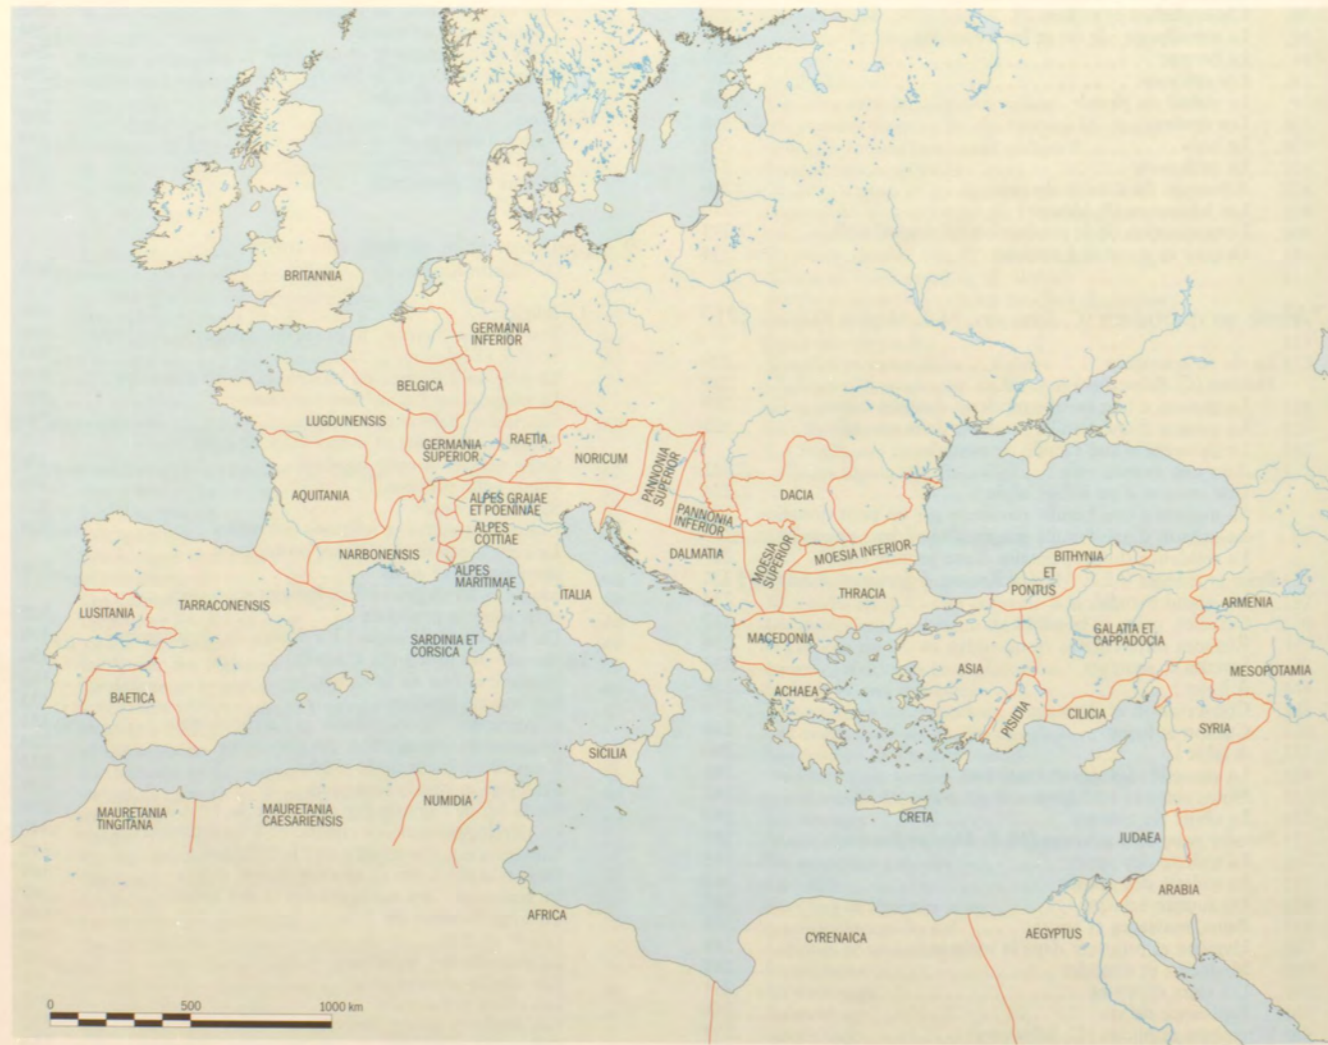 BRITANNIA
GERMANIA
INFERIOR
BELGICA
LUGDUNENSIS
GERMANIA
SUPERIOR
RAETIA
NORICUM
PANNONIA
SUPERIOR
PANNONIA
INFERIOR
AQUITANIA
ALPES GRAIAE
ET POENINAE
ALPES
COTTIAE
ALPES
MARITIMAE
NARBONENSIS
DACIA
DALMATIA
MOESIA
SUPERIOR
MOESIA INFERIOR
THRACIA
MACEDONIA
ACHAEA
ITALIA
SARDINIA ET
CORSICA
SICILIA
LUSITANIA
TARRACONENSIS
BAETICA
BITHYNIA
ET
PONTUS
ARMENIA
GALATIA ET
CAPPADOCIA
ASIA
MESOPOTAMIA
PISIDIA
CILICIA
SYRIA
CRETA
JUDAEA
ARABIA
MAURETANIA
TINGITANA
MAURETANIA
CAESARIENSIS
NUMIDIA
AFRICA
CYRENAICA
AEGYPTUS
0 500 1000 km